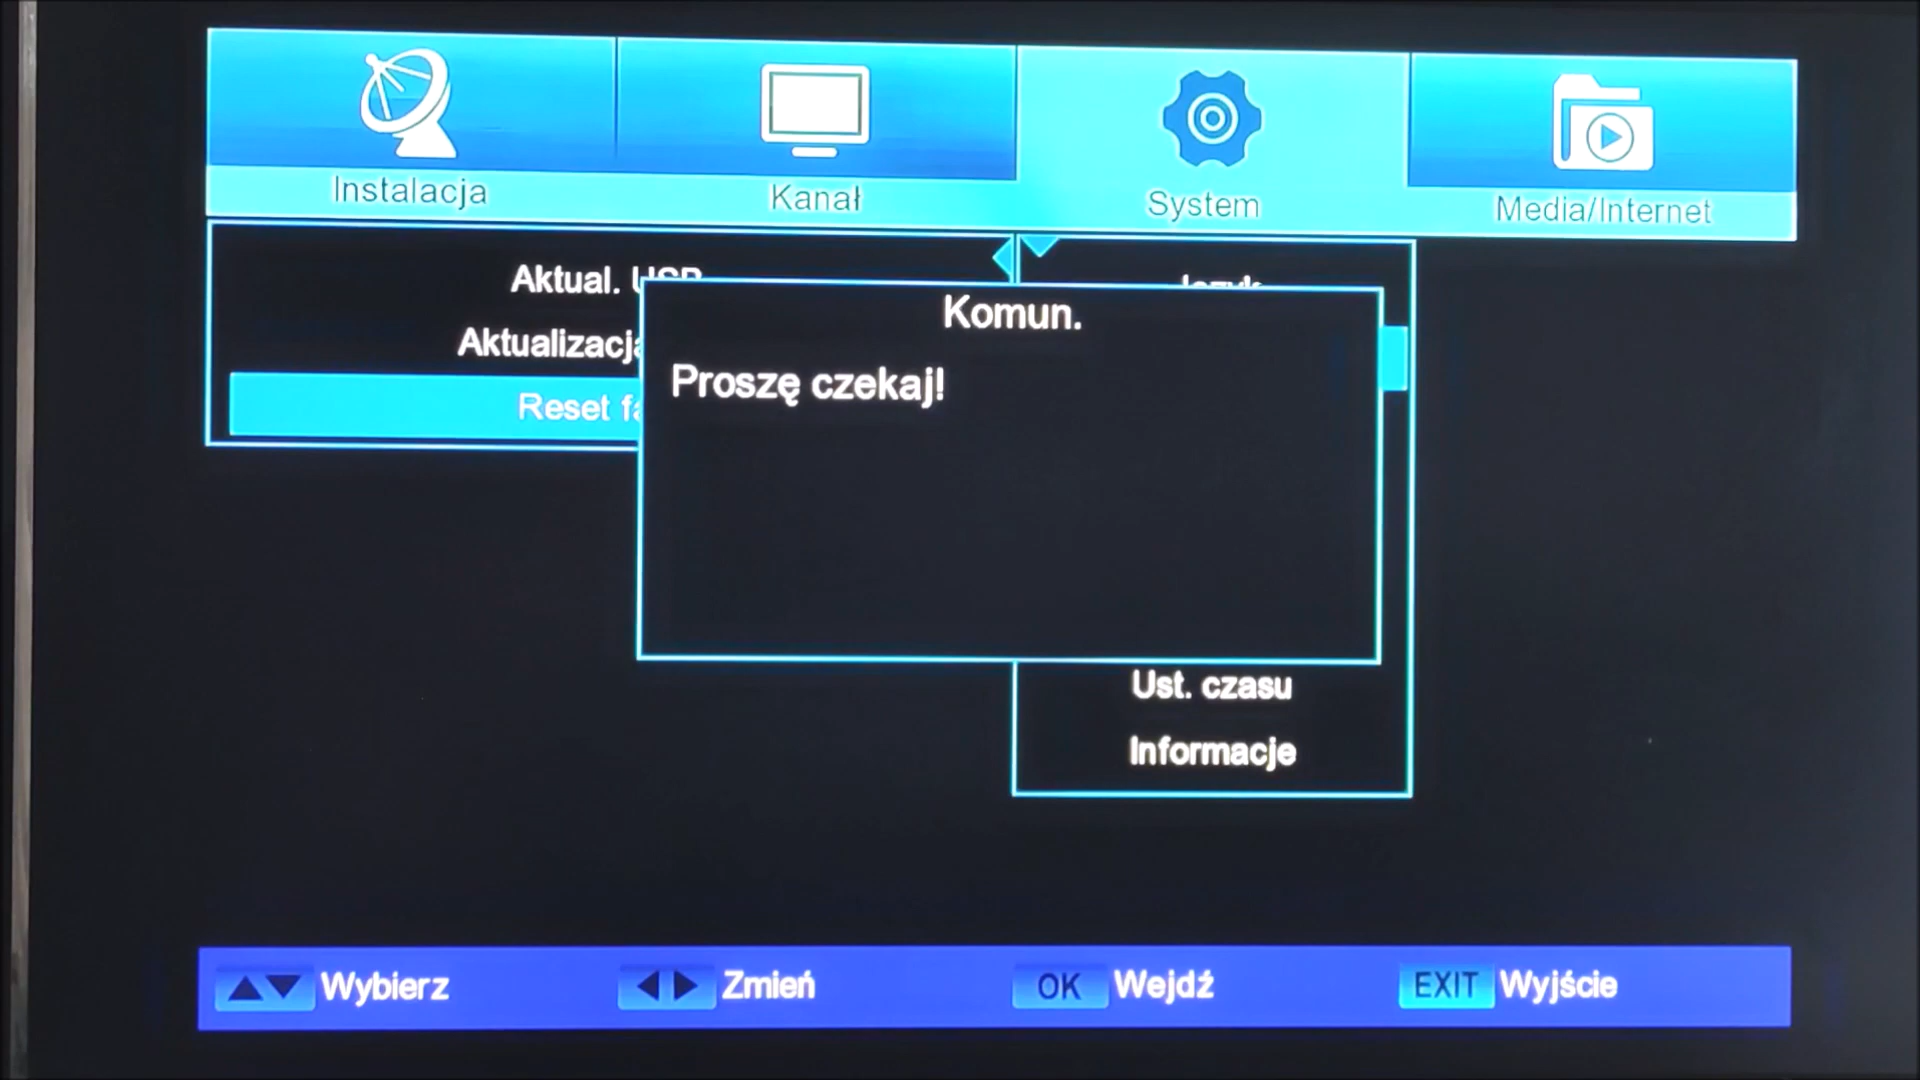 Instalacja
Kanał
System
Media/Internet
Aktual.
Komun.
Proszę czekaj!
Reset
Ust. czasu
Informacje
Wybierz
Zmień
OK Wejdź
EXIT Wyjście